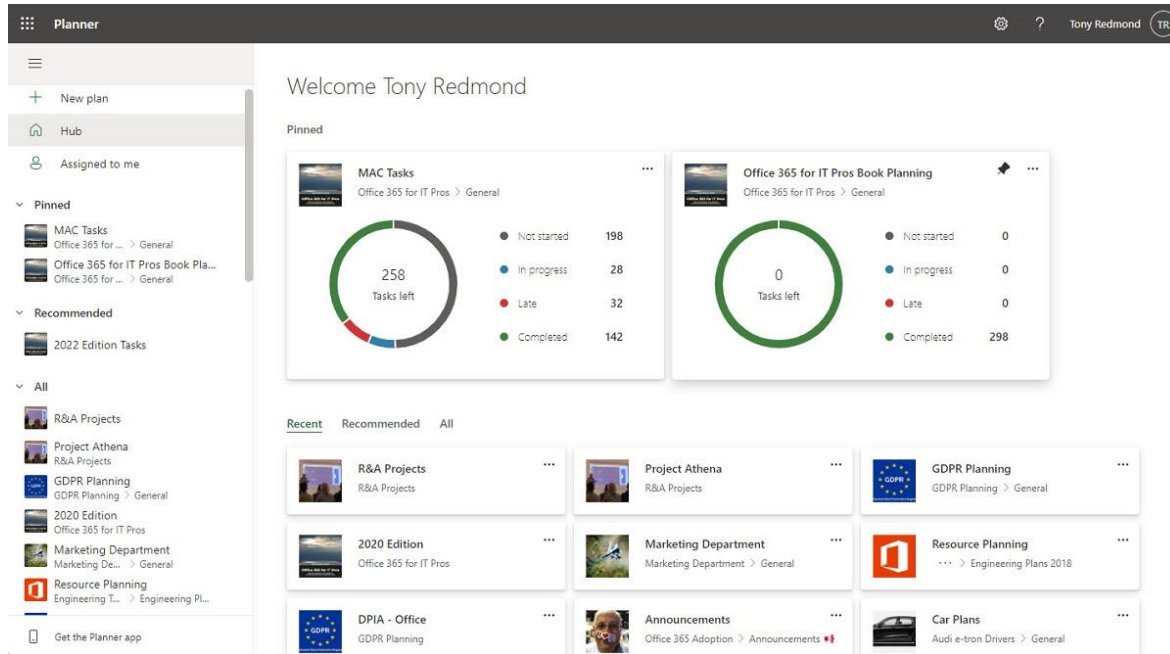 Planner
Tony Redmond
TR
New plan
Hub
Assigned to me
Pinned
MAC Tasks
Office 365 for ... > General
Office 365 for IT Pros Book Pla...
Office 365 for ... > General
Recommended
2022 Edition Tasks
All
R&A Projects
Project Athena
R&A Projects
GDPR Planning
GDPR Planning > General
2020 Edition
Office 365 for IT Pros
Marketing Department
Marketing De... > General
Resource Planning
Engineering T... > Engineering Pl...
Get the Planner app
Welcome Tony Redmond
Pinned
MAC Tasks
Office 365 for IT Pros > General
258
Tasks left
Not started 198
In progress 28
Late 32
Completed 142
Office 365 for IT Pros Book Planning
Office 365 for IT Pros > General
0
Tasks left
Not started 0
In progress 0
Late 0
Completed 298
Recent Recommended All
R&A Projects
R&A Projects
Project Athena
R&A Projects
GDPR
GDPR Planning
GDPR Planning > General
2020 Edition
Office 365 for IT Pros
Marketing Department
Marketing Department > General
Resource Planning
... > Engineering Plans 2018
GDPR
DPIA - Office
GDPR Planning
Announcements
Office 365 Adoption > Announcements
Car Plans
Audi e-tron Drivers > General